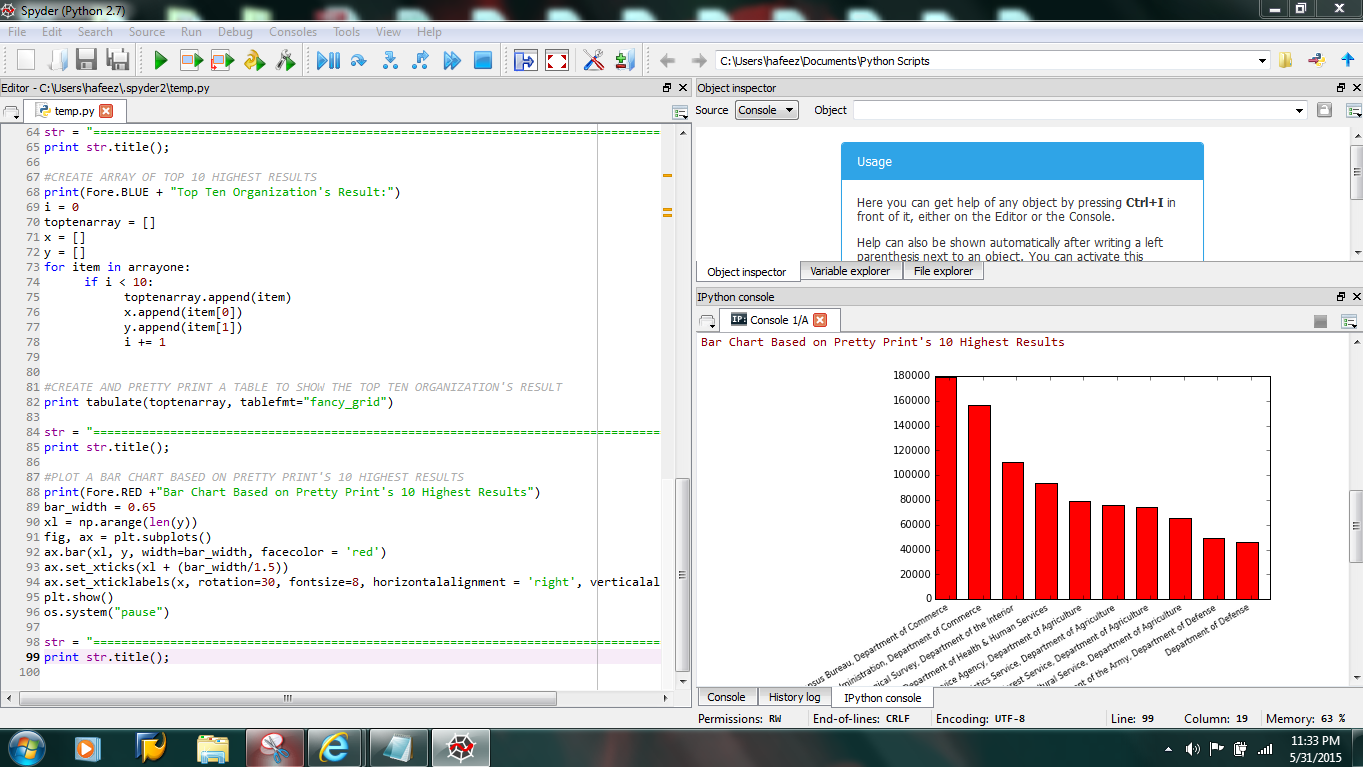 Spyder (Python 2.7)
File Edit Search Source Run Debug Consoles Tools View Help
C:\Users\hafeez\Documents\Python Scripts
Editor - C:\Users\hafeez\.spyder2\temp.py
temp.py
64 str = "==================================================================================
65 print str.title();
66
67 #CREATE ARRAY OF TOP 10 HIGHEST RESULTS
68 print(Fore.BLUE + "Top Ten Organization's Result:")
69 i = 0
70 toptenarray = []
71 x = []
72 y = []
73 for item in arrayone:
74 if i < 10:
75 toptenarray.append(item)
76 x.append(item[0])
77 y.append(item[1])
78 i += 1
79
80
81 #CREATE AND PRETTY PRINT A TABLE TO SHOW THE TOP TEN ORGANIZATION'S RESULT
82 print tabulate(toptenarray, tablefmt="fancy_grid")
83
84 str = "==================================================================================
85 print str.title();
86
87 #PLOT A BAR CHART BASED ON PRETTY PRINT'S 10 HIGHEST RESULTS
88 print(Fore.RED +"Bar Chart Based on Pretty Print's 10 Highest Results")
89 bar_width = 0.65
90 xl = np.arange(len(y))
91 fig, ax = plt.subplots()
92 ax.bar(xl, y, width=bar_width, facecolor = 'red')
93 ax.set_xticks(xl + (bar_width/1.5))
94 ax.set_xticklabels(x, rotation=30, fontsize=8, horizontalalignment = 'right', verticalal
95 plt.show()
96 os.system("pause")
97
98 str = "==================================================================================
99 print str.title();
100
Object inspector
Source Console Object
Usage
Here you can get help of any object by pressing Ctrl+I in
front of it, either on the Editor or the Console.
Help can also be shown automatically after writing a left
parenthesis next to an object. You can activate this
Object inspector Variable explorer File explorer
IPython console
IP: Console 1/A
Bar Chart Based on Pretty Print's 10 Highest Results
180000
160000
140000
120000
100000
80000
60000
40000
20000
0
Bureau, Department of Commerce
Department of Commerce
Survey, Department of the Interior
Department of Health & Human Services
Agency, Department of Agriculture
Service, Department of Agriculture
Service, Department of Agriculture
Service, Department of Agriculture
of the Army, Department of Defense
Department of Defense
Console History log IPython console
Permissions: RW End-of-lines: CRLF Encoding: UTF-8 Line: 99 Column: 19 Memory: 63 %
11:33 PM
5/31/2015